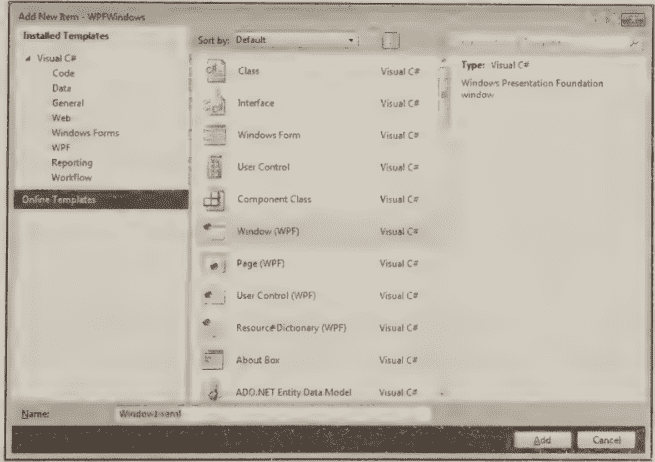 Add New Item - WPFWindows
Installed Templates
Visual C#
Code
Data
General
Web
Windows Forms
WPF
Reporting
Workflow
Online Templates
Sort by: Default
Class Visual C#
Interface Visual C#
Windows Form Visual C#
User Control Visual C#
Component Class Visual C#
Window (WPF) Visual C#
Page (WPF) Visual C#
User Control (WPF) Visual C#
Resource Dictionary (WPF) Visual C#
About Box Visual C#
ADO.NET Entity Data Model Visual C#
Type: Visual C#
Windows Presentation Foundation
window
Name: Window1.xaml
Add Cancel